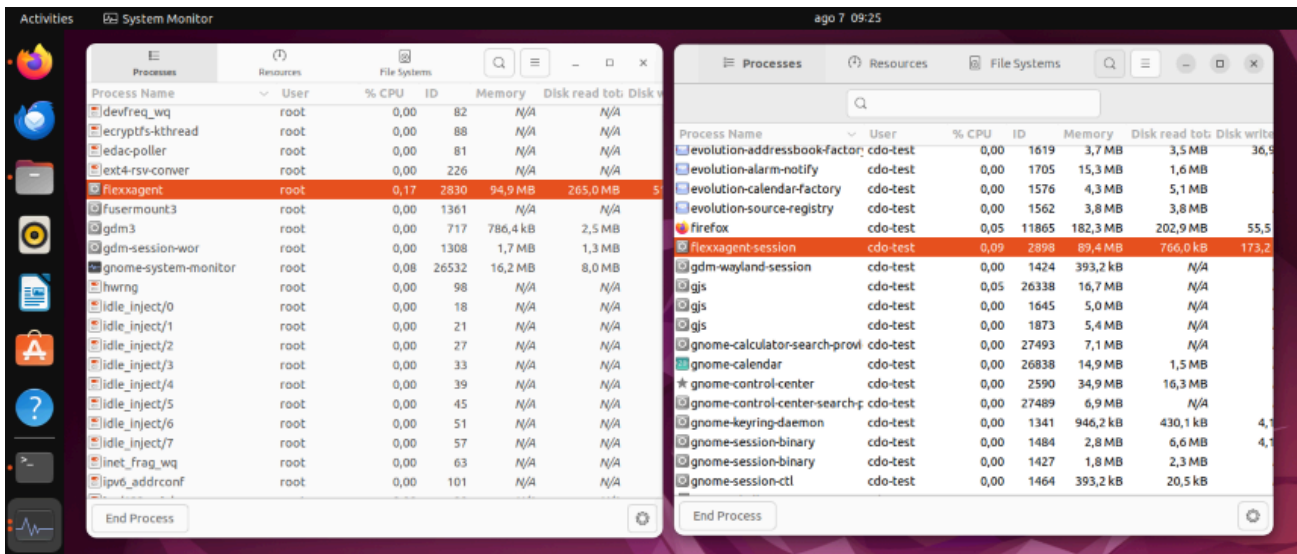 Activities System Monitor ago 7 09:25
Processes Resources File Systems
Process Name User % CPU ID Memory Disk read tot: Disk w
devfreq_wq root 0,00 82 N/A N/A
ecryptfs-kthread root 0,00 88 N/A N/A
edac-poller root 0,00 81 N/A N/A
ext4-rsv-conver root 0,00 226 N/A N/A
flexxagent root 0,17 2830 94,9 MB 265,0 MB 5
fusermount3 root 0,00 1361 N/A N/A
gdm3 root 0,00 717 786,4 kB 2,5 MB
gdm-session-wor root 0,00 1308 1,7 MB 1,3 MB
gnome-system-monitor root 0,08 26532 16,2 MB 8,0 MB
hwrng root 0,00 98 N/A N/A
idle_inject/0 root 0,00 18 N/A N/A
idle_inject/1 root 0,00 21 N/A N/A
idle_inject/2 root 0,00 27 N/A N/A
idle_inject/3 root 0,00 33 N/A N/A
idle_inject/4 root 0,00 39 N/A N/A
idle_inject/5 root 0,00 45 N/A N/A
idle_inject/6 root 0,00 51 N/A N/A
idle_inject/7 root 0,00 57 N/A N/A
inet_frag_wq root 0,00 63 N/A N/A
ipv6_addrconf root 0,00 101 N/A N/A
End Process
Processes Resources File Systems
Process Name User % CPU ID Memory Disk read tot: Disk write
evolution-addressbook-factory cdo-test 0,00 1619 3,7 MB 3,5 MB 36,9
evolution-alarm-notify cdo-test 0,00 1705 15,3 MB 1,6 MB
evolution-calendar-factory cdo-test 0,00 1576 4,3 MB 5,1 MB
evolution-source-registry cdo-test 0,00 1562 3,8 MB 3,8 MB
firefox cdo-test 0,05 11865 182,3 MB 202,9 MB 55,5
flexxagent-session cdo-test 0,09 2898 89,4 MB 766,0 kB 173,2
gdm-wayland-session cdo-test 0,00 1424 393,2 kB N/A
gjs cdo-test 0,05 26338 16,7 MB N/A
gjs cdo-test 0,00 1645 5,0 MB N/A
gjs cdo-test 0,00 1873 5,4 MB N/A
gnome-calculator-search-provi cdo-test 0,00 27493 7,1 MB N/A
gnome-calendar cdo-test 0,00 26838 14,9 MB 1,5 MB
gnome-control-center cdo-test 0,00 2590 34,9 MB 16,3 MB
gnome-control-center-search-p cdo-test 0,00 27489 6,9 MB N/A
gnome-keyring-daemon cdo-test 0,00 1341 946,2 kB 430,1 kB 4,1
gnome-session-binary cdo-test 0,00 1484 2,8 MB 6,6 MB 4,1
gnome-session-binary cdo-test 0,00 1427 1,8 MB 2,3 MB
gnome-session-ctl cdo-test 0,00 1464 393,2 kB 20,5 kB
End Process